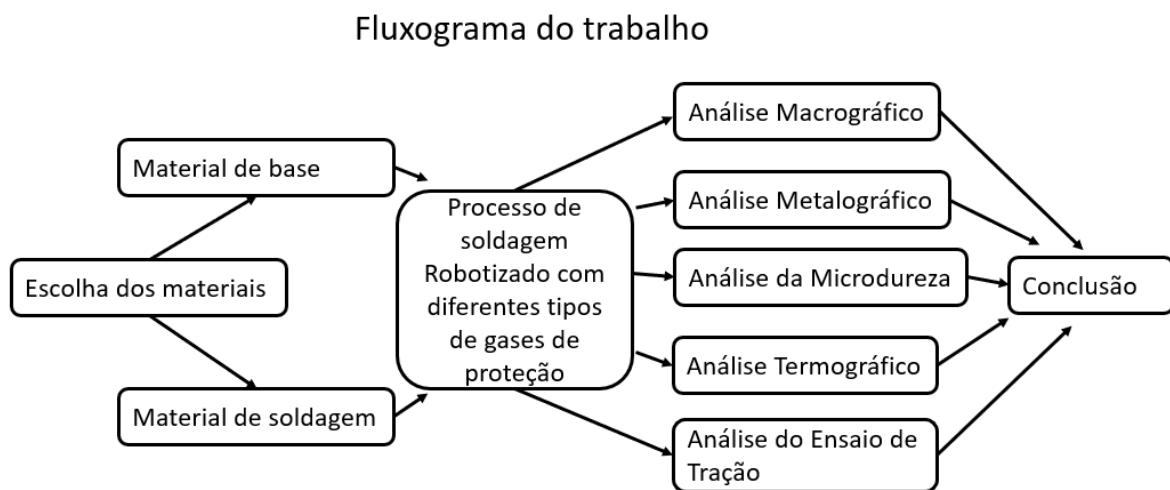 Fluxograma do trabalho
Escolha dos materiais
Material de base
Material de soldagem
Processo de
soldagem
Robotizado com
diferentes tipos
de gases de
proteção
Análise Macrográfico
Análise Metalográfico
Análise da Microdureza
Análise Termográfico
Análise do Ensaio de
Tração
Conclusão